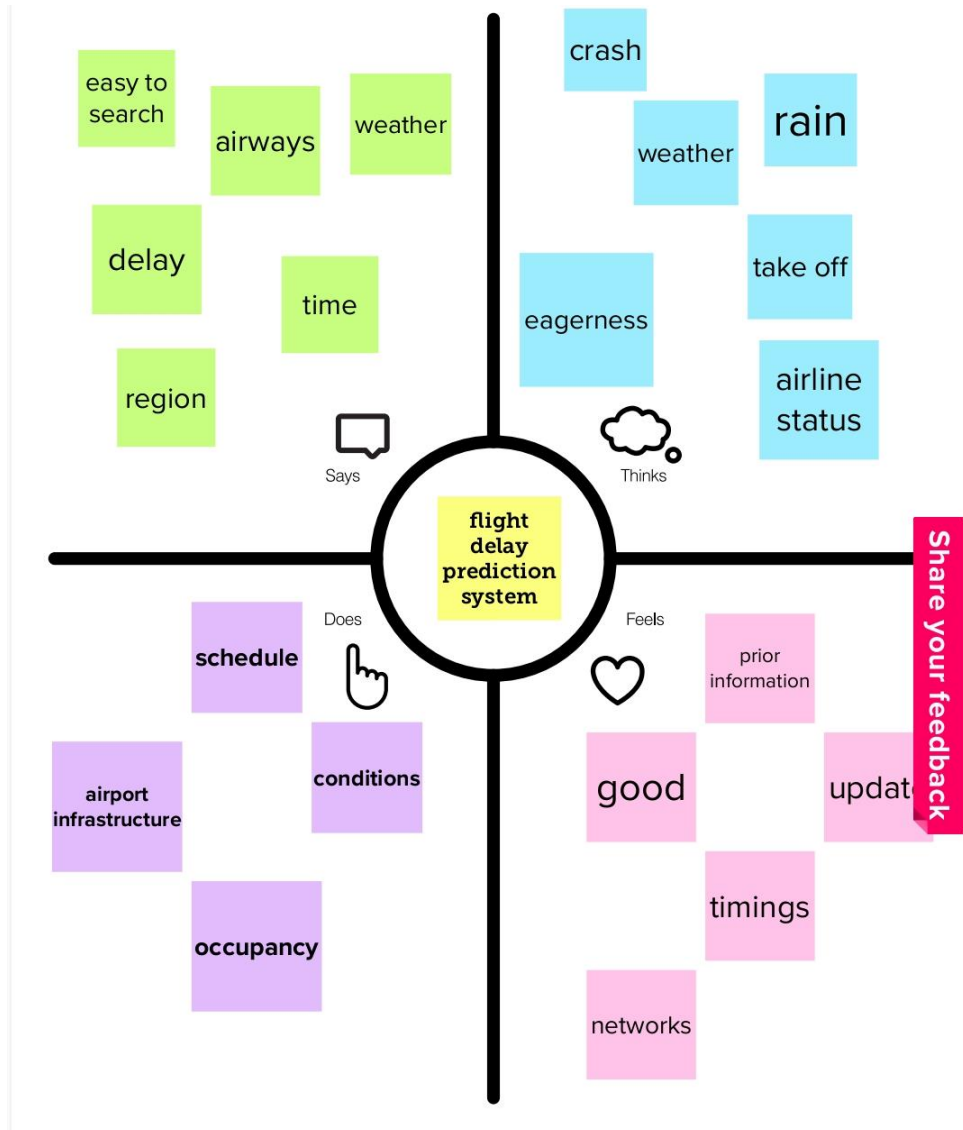 easy to
search
airways
weather
delay
time
region
Says
crash
weather
rain
take off
eagerness
airline
status
Thinks
flight
delay
prediction
system
Does
schedule
conditions
airport
infrastructure
occupancy
Feels
prior
information
good
timings
networks
Share your feedback